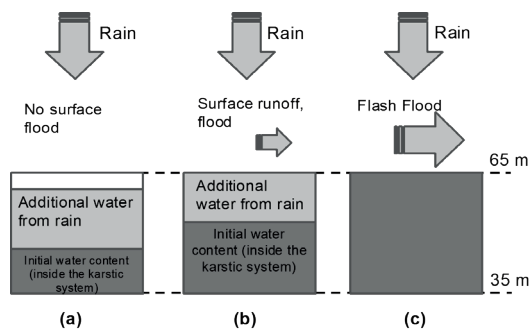 Rain
Rain
Rain
No surface
flood
Surface runoff,
flood
Flash Flood
65 m
Additional water
from rain
Additional
water from rain
Initial water content
(inside the karstic
system)
Initial water
content (inside the
karstic system)
35 m
(a)
(b)
(c)